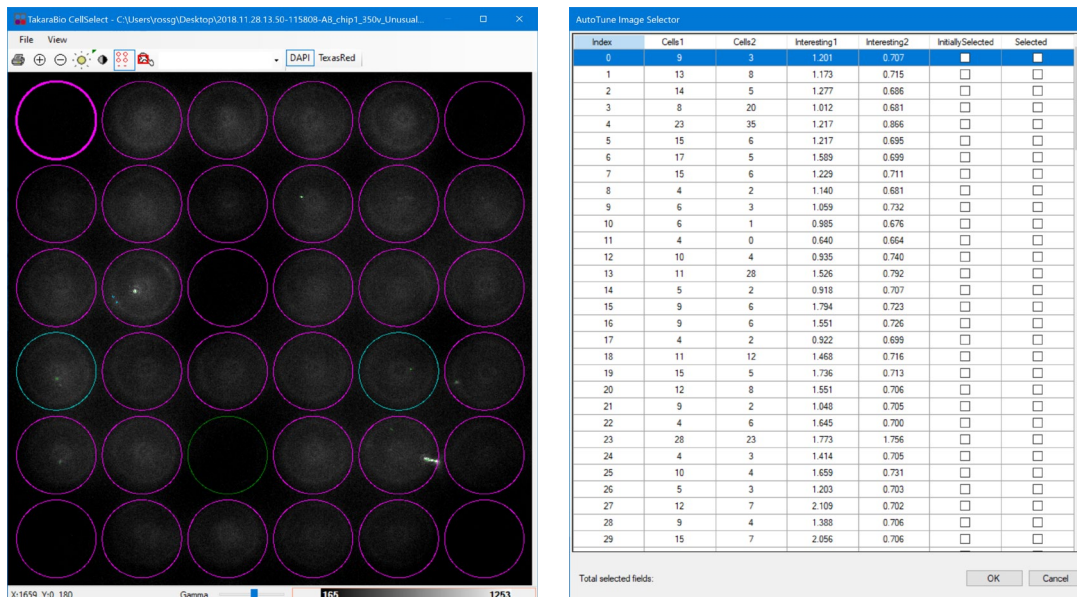 TakaraBio CellSelect - C:\Users\rossg\Desktop\2018.11.28.13.50-115808-A8_chip1_350v_Unusual...
File View
DAPI TexasRed
X:1659 Y:0 180 Gamma 165 1253
AutoTune Image Selector
Index Cells1 Cells2 Interesting1 Interesting2 InitiallySelected Selected
0 9 3 1.201 0.707
1 13 8 1.173 0.715
2 14 5 1.277 0.686
3 8 20 1.012 0.681
4 23 35 1.217 0.866
5 15 6 1.217 0.695
6 17 5 1.589 0.699
7 15 6 1.229 0.711
8 4 2 1.140 0.681
9 6 3 1.059 0.732
10 6 1 0.985 0.676
11 4 0 0.640 0.664
12 10 4 0.935 0.740
13 11 28 1.526 0.792
14 5 2 0.918 0.707
15 9 6 1.794 0.723
16 9 6 1.551 0.726
17 4 2 0.922 0.699
18 11 12 1.468 0.716
19 15 5 1.736 0.713
20 12 8 1.551 0.706
21 9 2 1.048 0.705
22 4 6 1.645 0.700
23 28 23 1.773 1.756
24 4 3 1.414 0.705
25 10 4 1.659 0.731
26 5 3 1.203 0.703
27 12 7 2.109 0.702
28 9 4 1.388 0.706
29 15 7 2.056 0.706
Total selected fields: OK Cancel